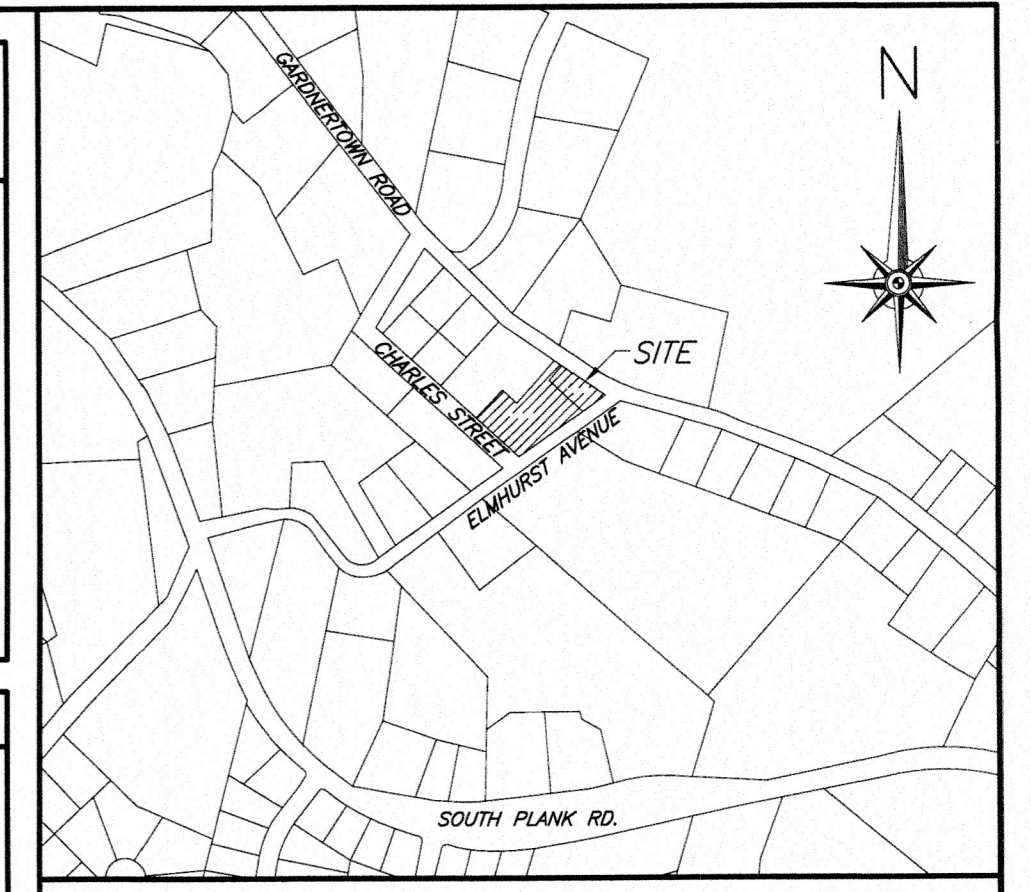 N
GARDNERTOWN ROAD
SITE
CHARLES STREET
ELMHURST AVENUE
SOUTH PLANK RD.